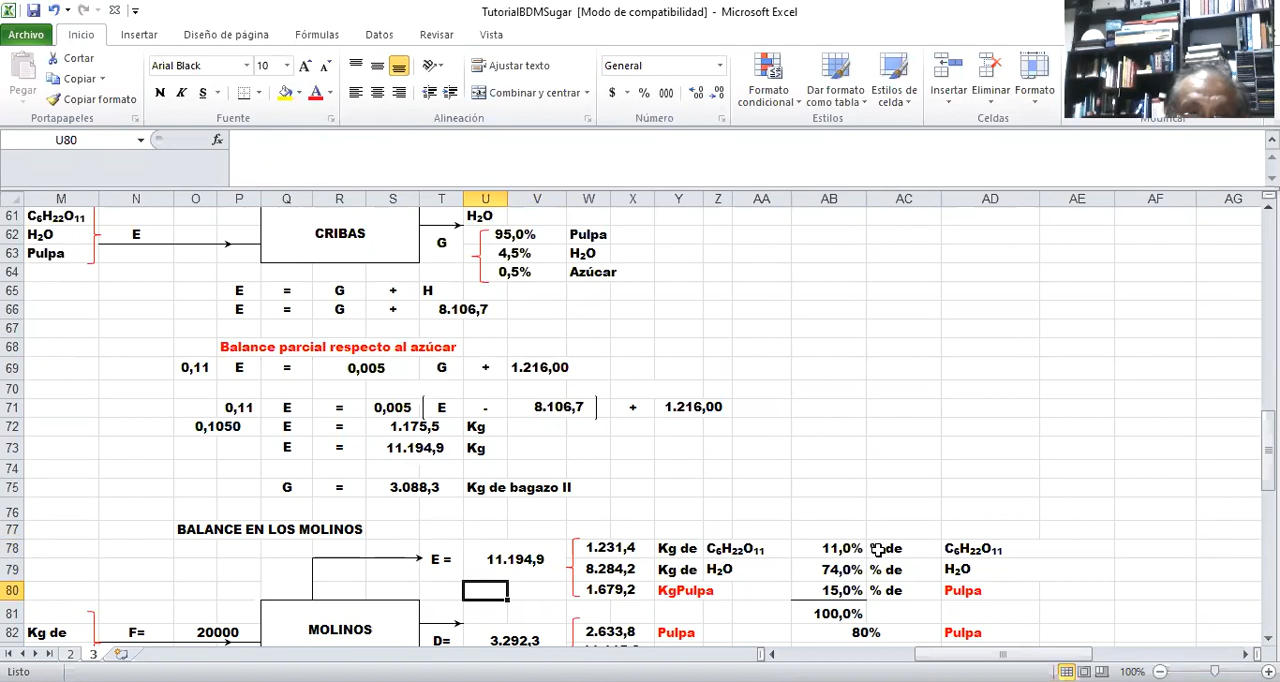 TutorialBDMSugar [Modo de compatibilidad] - Microsoft Excel
Archivo Inicio Insertar Diseño de página Fórmulas Datos Revisar Vista
Pegar Cortar Copiar Copiar formato
Arial Black 10 N K S A A A
Ajustar texto Combinar y centrar
General $ % 000
Formato condicional Dar formato como tabla Estilos de celda Insertar Eliminar Formato
Portapapeles Fuente Alineación Número Estilos Celdas Modificar
U80 fx
M N O P Q R S T U V W X Y Z AA AB AC AD AE AF AG
61 C₆H₂₂O₁₁ H₂O
62 H₂O E CRIBAS G 95,0% Pulpa
63 Pulpa 4,5% H₂O
64 0,5% Azúcar
65 E = G + H
66 E = G + 8.106,7
67
68 Balance parcial respecto al azúcar
69 0,11 E = 0,005 G + 1.216,00
70
71 0,11 E = 0,005 E - 8.106,7 + 1.216,00
72 0,1050 E = 1.175,5 Kg
73 E = 11.194,9 Kg
74
75 G = 3.088,3 Kg de bagazo II
76
77 BALANCE EN LOS MOLINOS
78 E = 11.194,9 1.231,4 Kg de C₆H₂₂O₁₁ 11,0% % de C₆H₂₂O₁₁
79 8.284,2 Kg de H₂O 74,0% % de H₂O
80 1.679,2 KgPulpa 15,0% % de Pulpa
81 100,0%
82 Kg de F= 20000 MOLINOS D= 3.292,3 2.633,8 Pulpa 80% Pulpa
2 3
Listo 100%